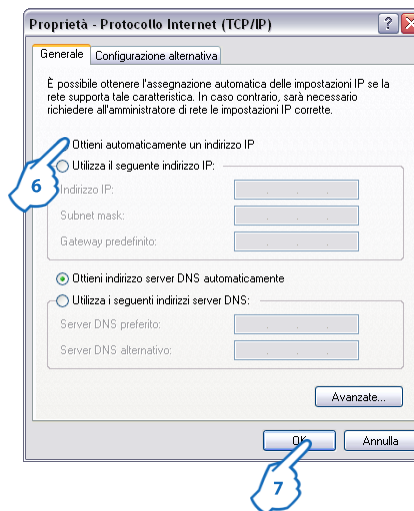 Proprietà - Protocollo Internet (TCP/IP)
Generale
Configurazione alternativa
È possibile ottenere l'assegnazione automatica delle impostazioni IP se la
rete supporta tale caratteristica. In caso contrario, sarà necessario
richiedere all'amministratore di rete le impostazioni IP corrette.
Ottieni automaticamente un indirizzo IP
Utilizza il seguente indirizzo IP:
6
Indirizzo IP:
Subnet mask:
Gateway predefinito:
Ottieni indirizzo server DNS automaticamente
Utilizza i seguenti indirizzi server DNS:
Server DNS preferito:
Server DNS alternativo:
Avanzate...
OK
Annulla
7